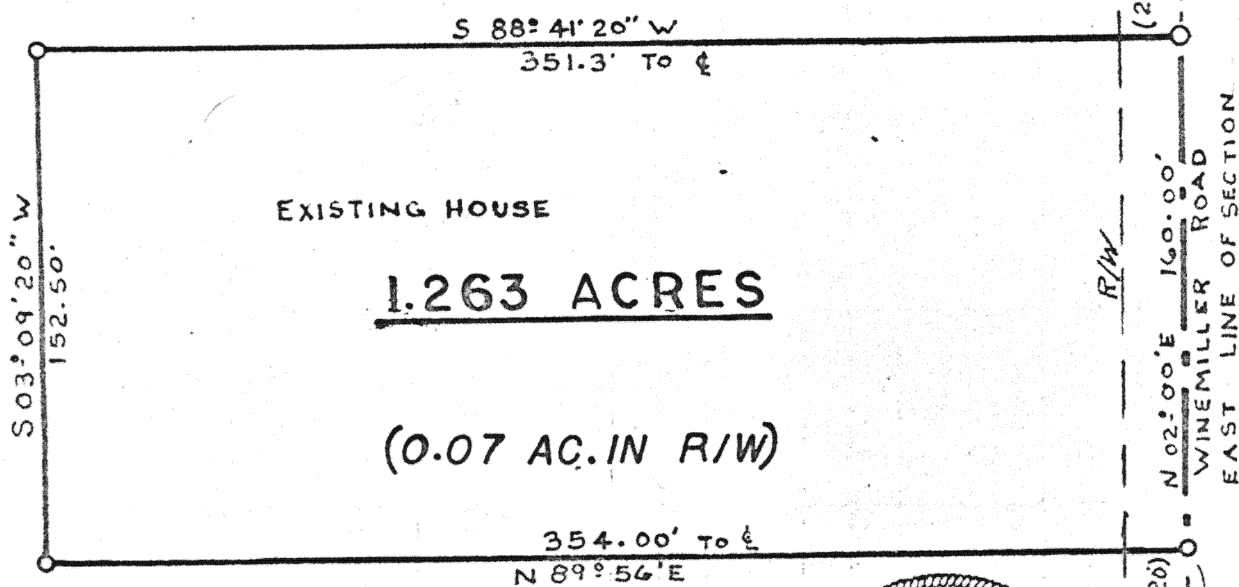 S 88° 41' 20" W
351.3' TO ℄
S 03° 09' 20" W
152.50'
EXISTING HOUSE
1.263 ACRES
(0.07 AC. IN R/W)
R/W
N 02° 00' E 160.00'
WINEMILLER ROAD
EAST LINE OF SECTION
354.00' TO ℄
N 89° 56' E